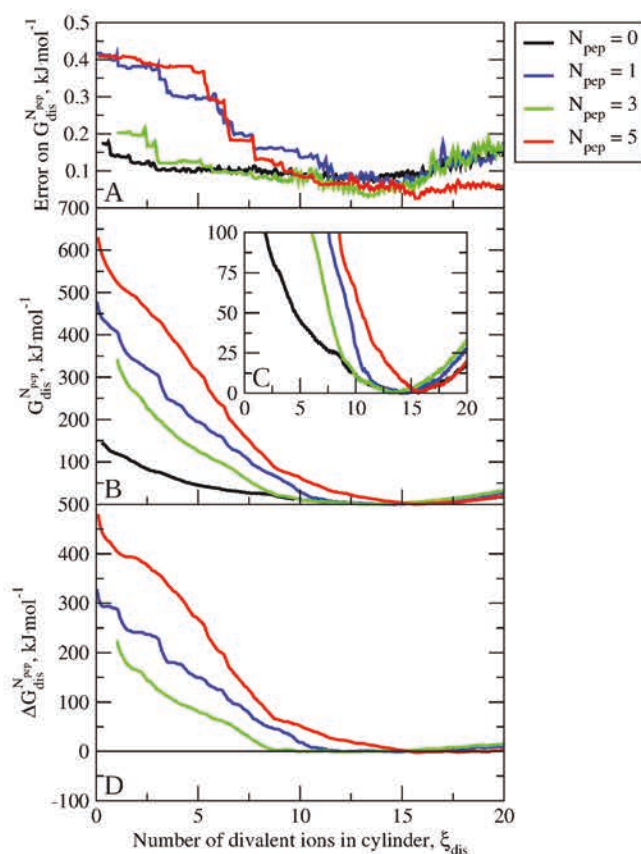 N_pep = 0
N_pep = 1
N_pep = 3
N_pep = 5
Error on G_dis^{N_pep}, kJ·mol⁻¹
0.5
0.4
0.3
0.2
0.1
A
700
600
500
400
300
200
100
500
G_dis^{N_pep}, kJ·mol⁻¹
B
100
75
50
25
0
C
0 5 10 15 20
400
300
200
100
0
-100
ΔG_dis^{N_pep}, kJ·mol⁻¹
D
0 5 10 15 20
Number of divalent ions in cylinder, ξ_dis